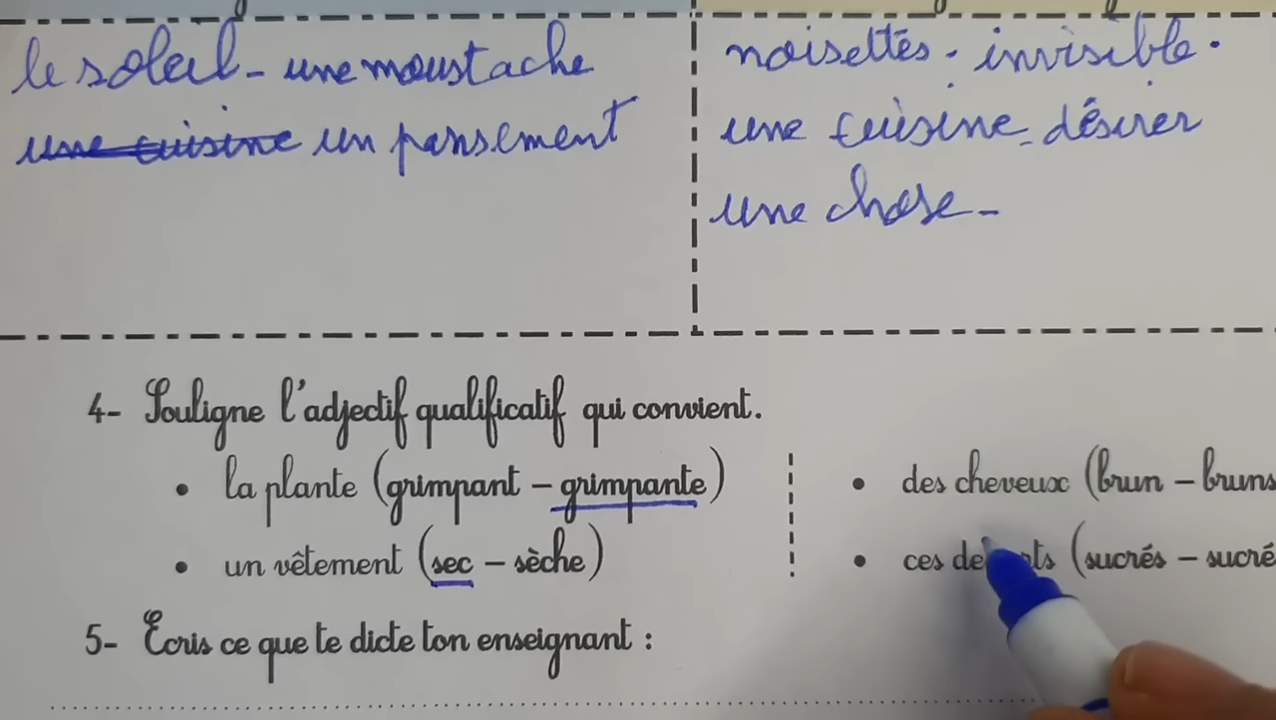 le soleil - une moustache
une cuisine un pansement
noisettes - invisible -
une cuisine - désirer
une chose -
4- Souligne l'adjectif qualificatif qui convient.
• la plante (grimpant - grimpante)
• un vêtement (sec - sèche)
• des cheveux (brun - bruns
• ces (sucrés - sucré
5- Ecris ce que te dicte ton enseignant :